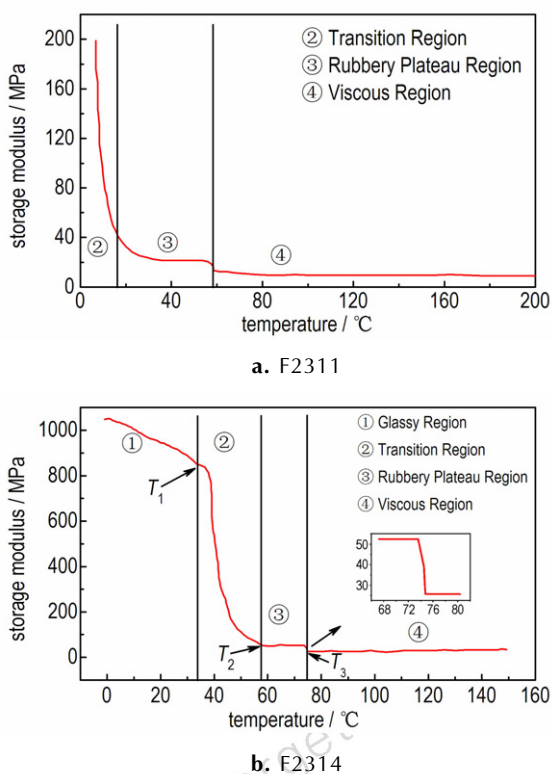 ② Transition Region
③ Rubbery Plateau Region
④ Viscous Region
storage modulus / MPa
200
160
120
80
40
0
②
③
④
0 40 80 120 160 200
temperature / ℃
a. F2311
① Glassy Region
② Transition Region
③ Rubbery Plateau Region
④ Viscous Region
storage modulus / MPa
1000
800
600
400
200
0
①
②
③
④
T1
T2
T3
50
40
30
68 72 76 80
0 20 40 60 80 100 120 140 160
temperature / ℃
b. F2314